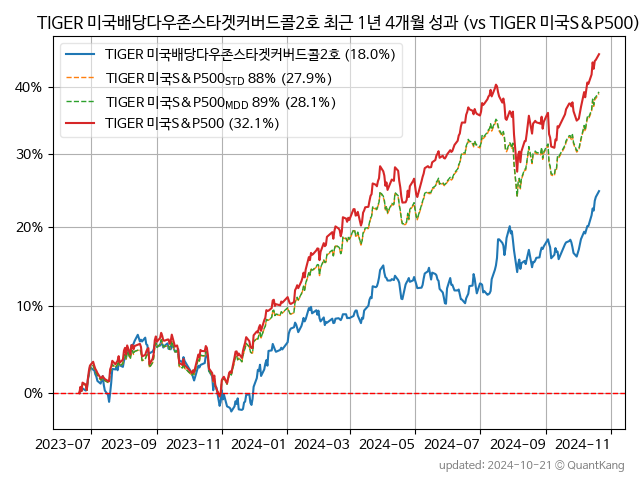 TIGER 미국배당다우존스타겟커버드콜2호 최근 1년 4개월 성과 (vs TIGER 미국S&P500)
TIGER 미국배당다우존스타겟커버드콜2호 (18.0%)
TIGER 미국S&P500STD 88% (27.9%)
TIGER 미국S&P500MDD 89% (28.1%)
TIGER 미국S&P500 (32.1%)
40%
30%
20%
10%
0%
2023-07 2023-09 2023-11 2024-01 2024-03 2024-05 2024-07 2024-09 2024-11
updated: 2024-10-21 © QuantKang